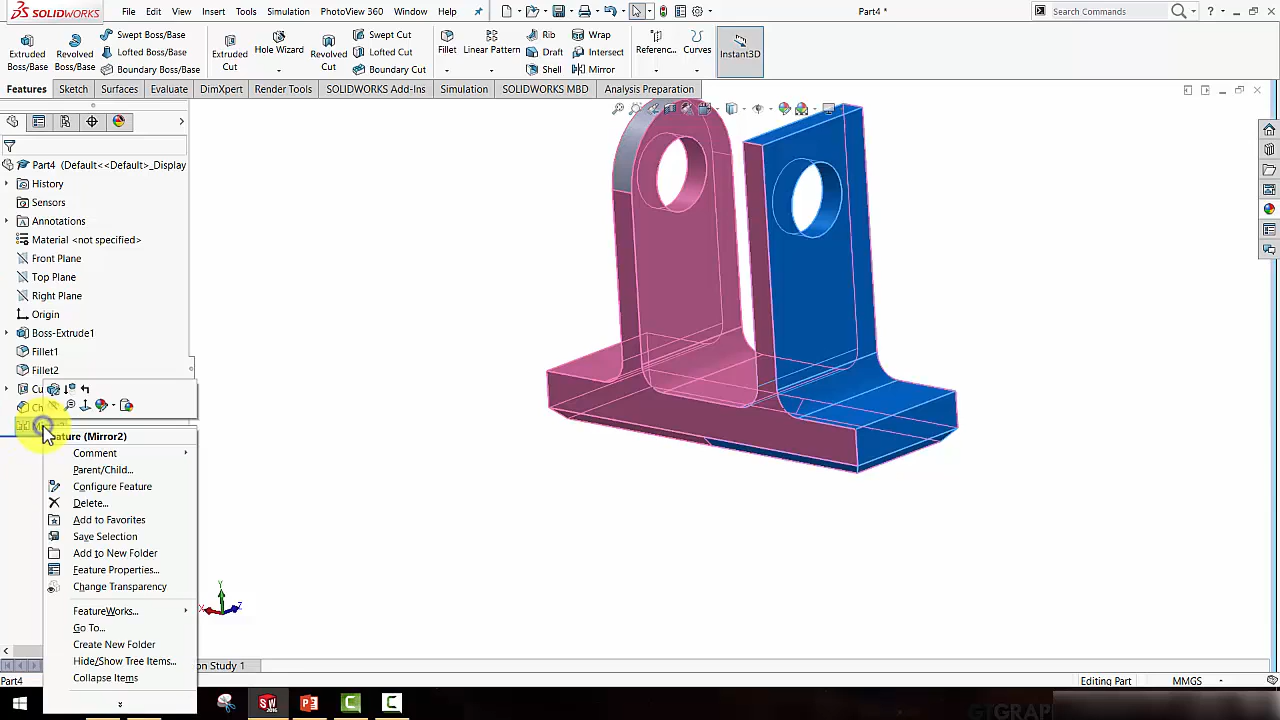 SOLIDWORKS File Edit View Insert Tools Simulation PhotoView 360 Window Help Part4 * Search Commands ?
Extruded Boss/Base
Revolved Boss/Base
Swept Boss/Base
Lofted Boss/Base
Boundary Boss/Base
Extruded Cut
Hole Wizard
Revolved Cut
Swept Cut
Lofted Cut
Boundary Cut
Fillet
Linear Pattern
Rib
Draft
Shell
Wrap
Intersect
Mirror
Referenc...
Curves
Instant3D
Features Sketch Surfaces Evaluate DimXpert Render Tools SOLIDWORKS Add-Ins Simulation SOLIDWORKS MBD Analysis Preparation
Part4 (Default<<Default>_Display
History
Sensors
Annotations
Material <not specified>
Front Plane
Top Plane
Right Plane
Origin
Boss-Extrude1
Fillet1
Fillet2
Cu
Ch
eature (Mirror2)
Comment
Parent/Child...
Configure Feature
Delete...
Add to Favorites
Save Selection
Add to New Folder
Feature Properties...
Change Transparency
FeatureWorks...
Go To...
Create New Folder
Hide/Show Tree Items...
Collapse Items
Y
X
Z
on Study 1
Part4 Editing Part MMGS
SW
2016